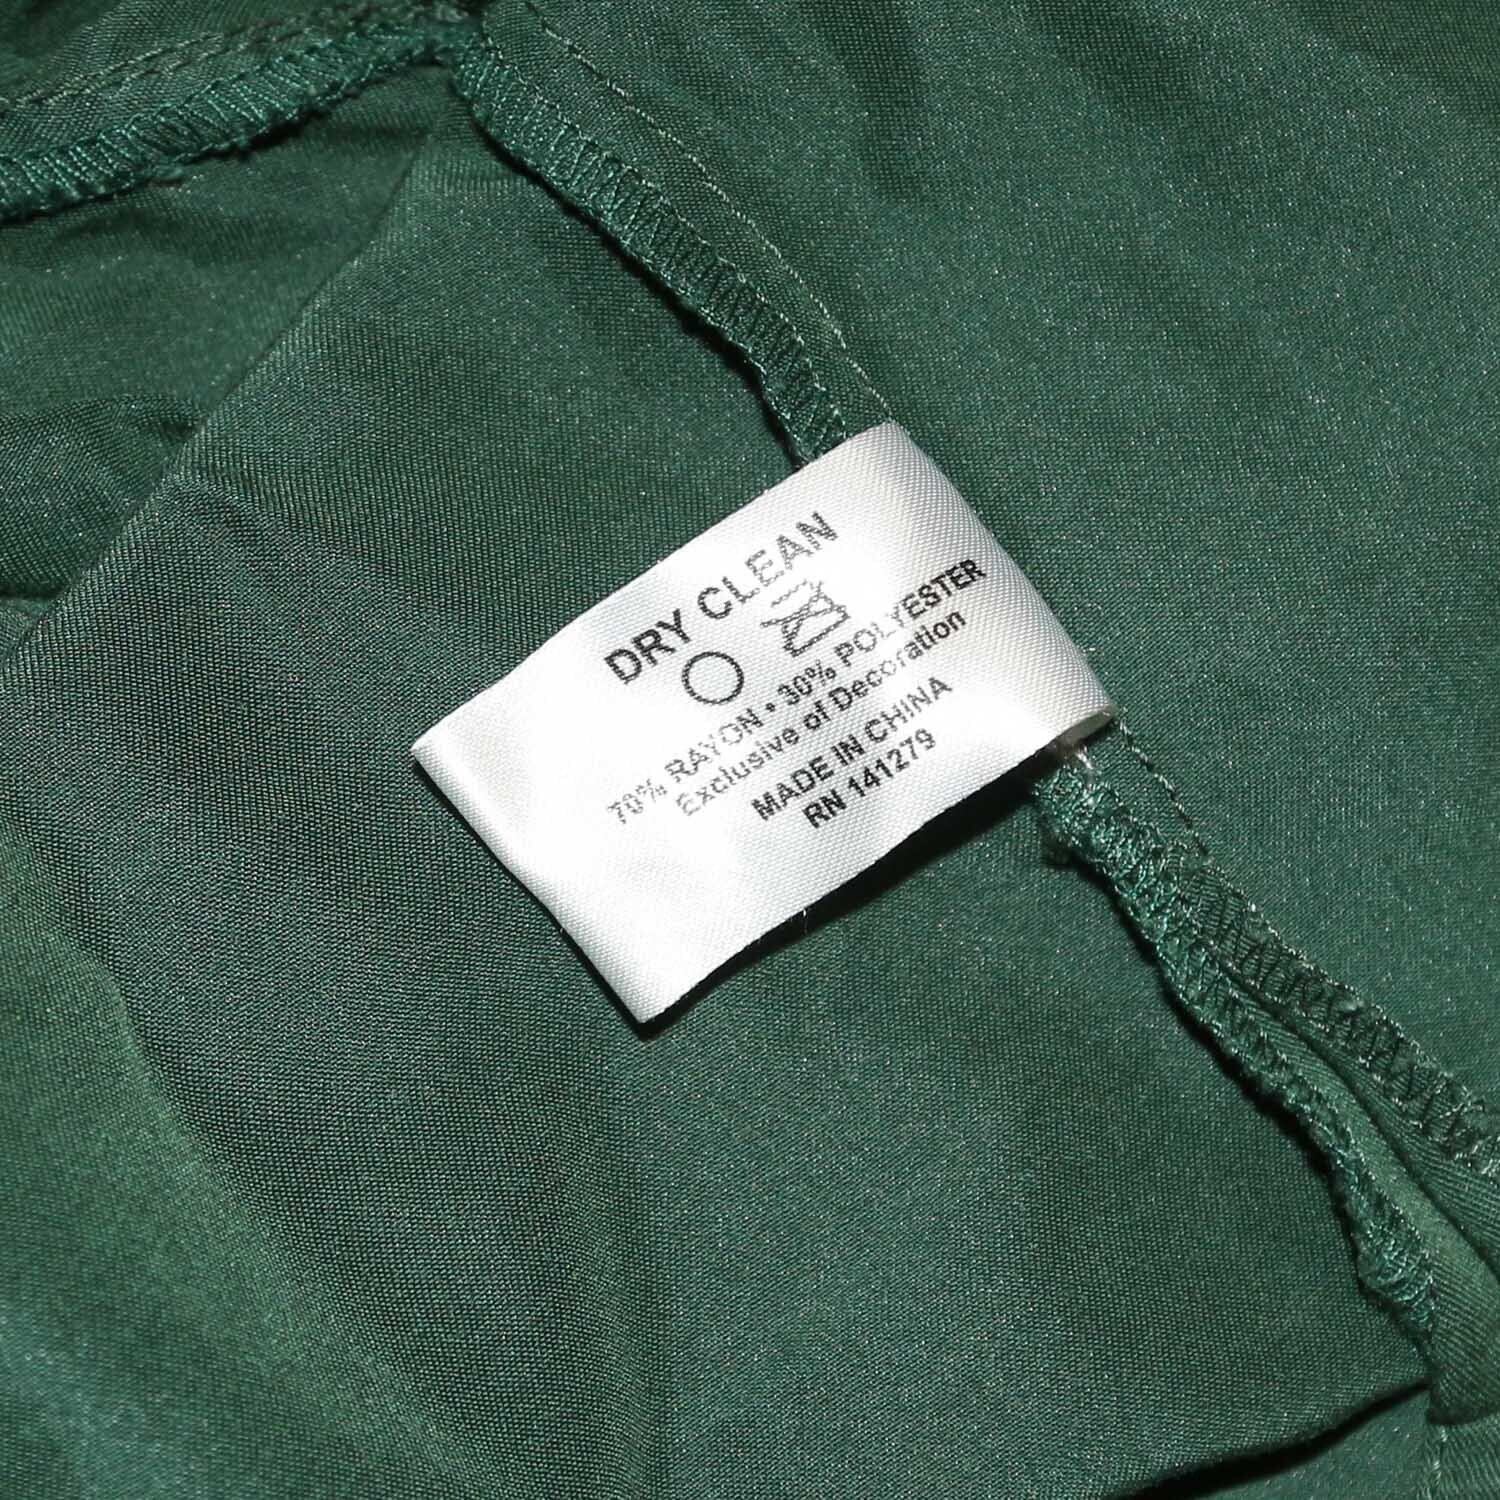 DRY CLEAN
70% RAYON • 30% POLYESTER
Exclusive of Decoration
MADE IN CHINA
RN 141279